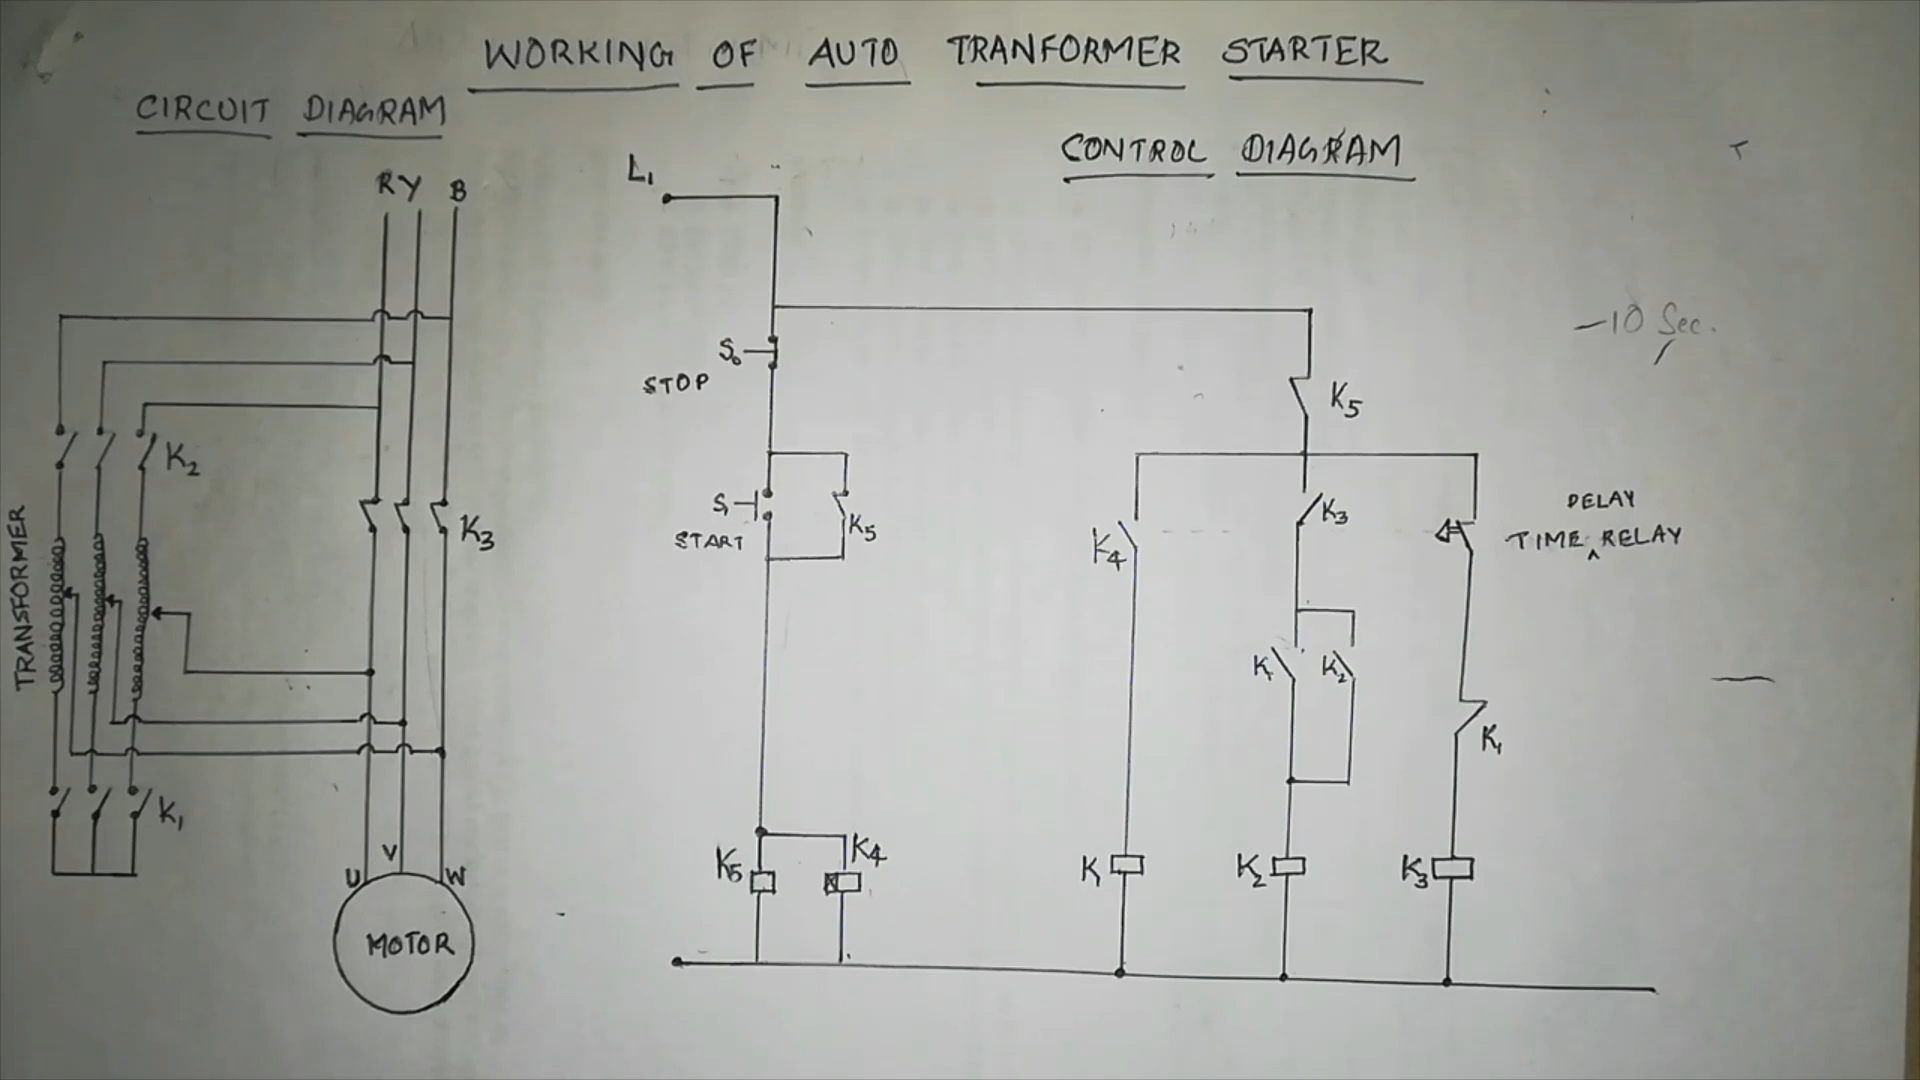 WORKING OF AUTO TRANFORMER STARTER
CIRCUIT DIAGRAM
CONTROL DIAGRAM
R Y B
L1
-10 Sec.
S0
STOP
K5
K2
S1
START
K5
K3
K4
K3
DELAY
TIME ^ RELAY
TRANSFORMER
K1
K2
K1
K1
K5
K4
K1
K2
K3
U V W
MOTOR